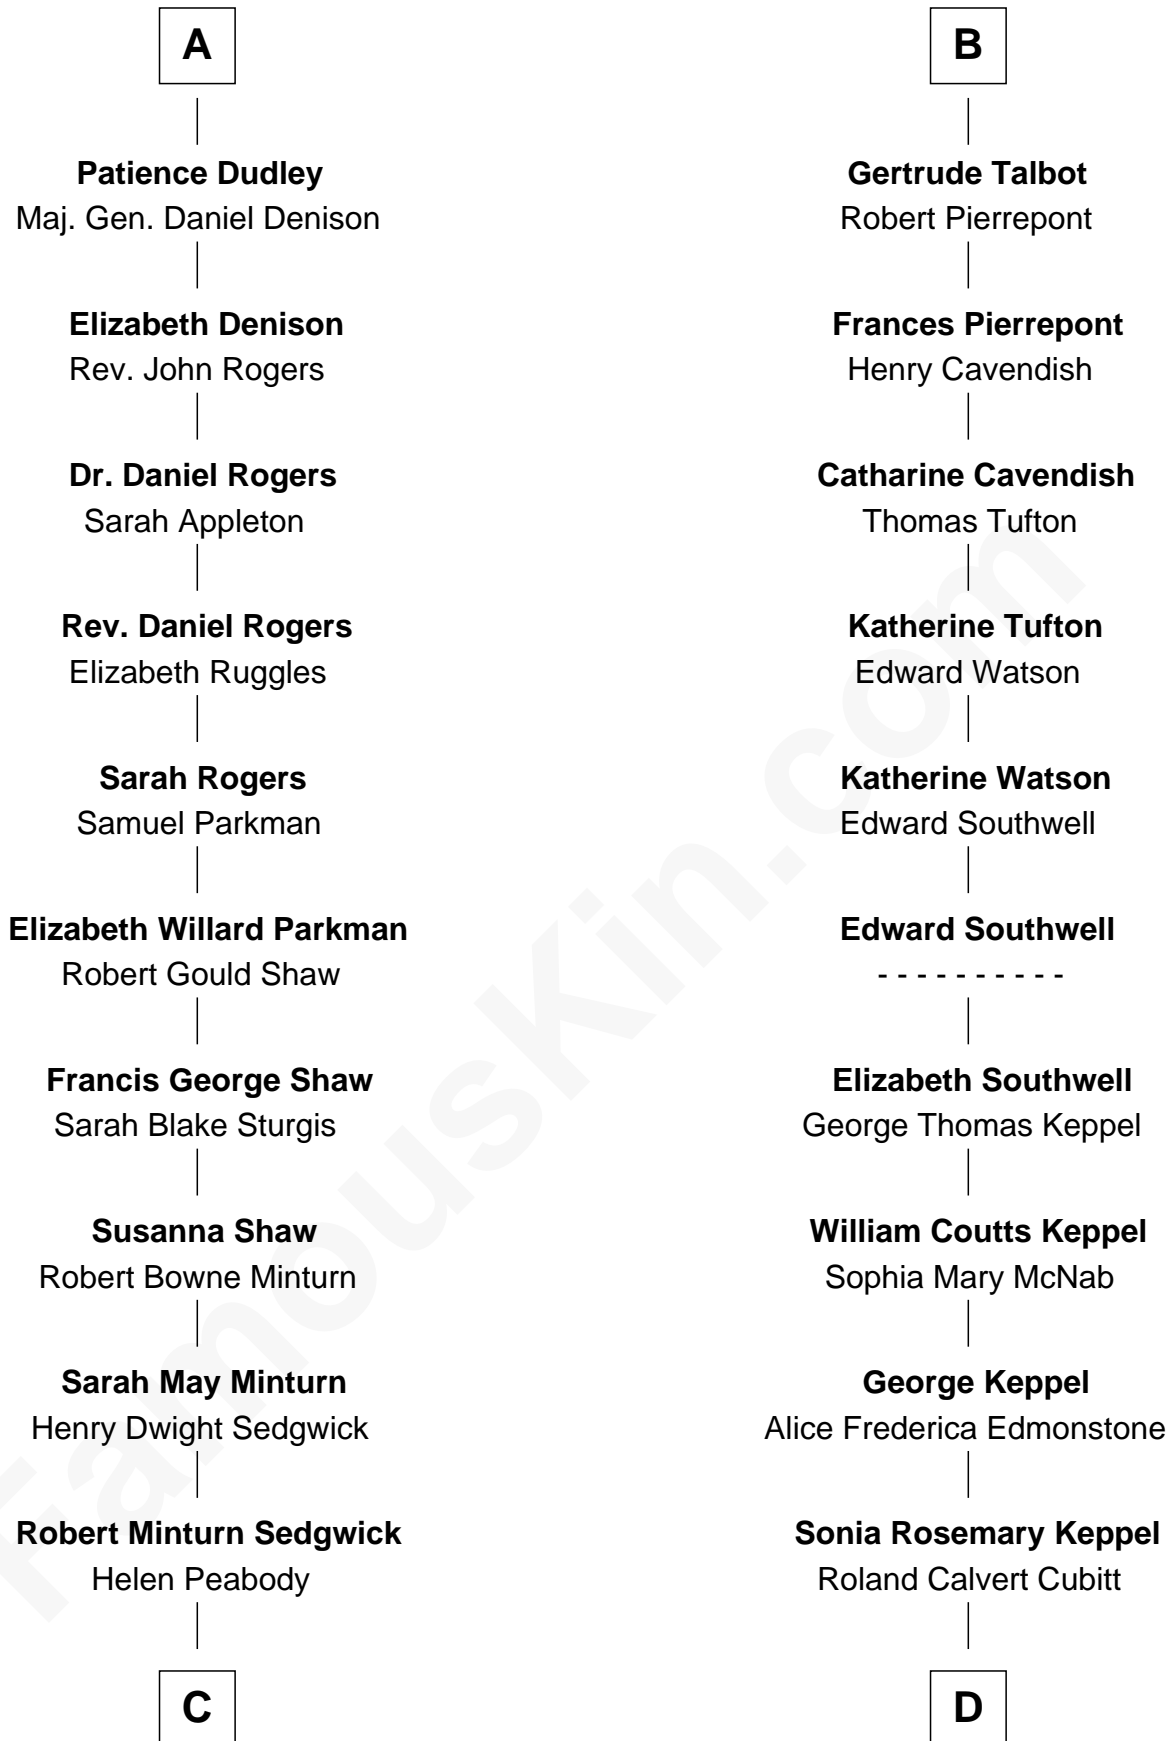 A
Patience Dudley
Maj. Gen. Daniel Denison
Elizabeth Denison
Rev. John Rogers
Dr. Daniel Rogers
Sarah Appleton
Rev. Daniel Rogers
Elizabeth Ruggles
Sarah Rogers
Samuel Parkman
Elizabeth Willard Parkman
Robert Gould Shaw
Francis George Shaw
Sarah Blake Sturgis
Susanna Shaw
Robert Bowne Minturn
Sarah May Minturn
Henry Dwight Sedgwick
Robert Minturn Sedgwick
Helen Peabody
C
B
Gertrude Talbot
Robert Pierrepont
Frances Pierrepont
Henry Cavendish
Catharine Cavendish
Thomas Tufton
Katherine Tufton
Edward Watson
Katherine Watson
Edward Southwell
Edward Southwell
- - - - - - - - - -
Elizabeth Southwell
George Thomas Keppel
William Coutts Keppel
Sophia Mary McNab
George Keppel
Alice Frederica Edmonstone
Sonia Rosemary Keppel
Roland Calvert Cubitt
D
FamousKin.com